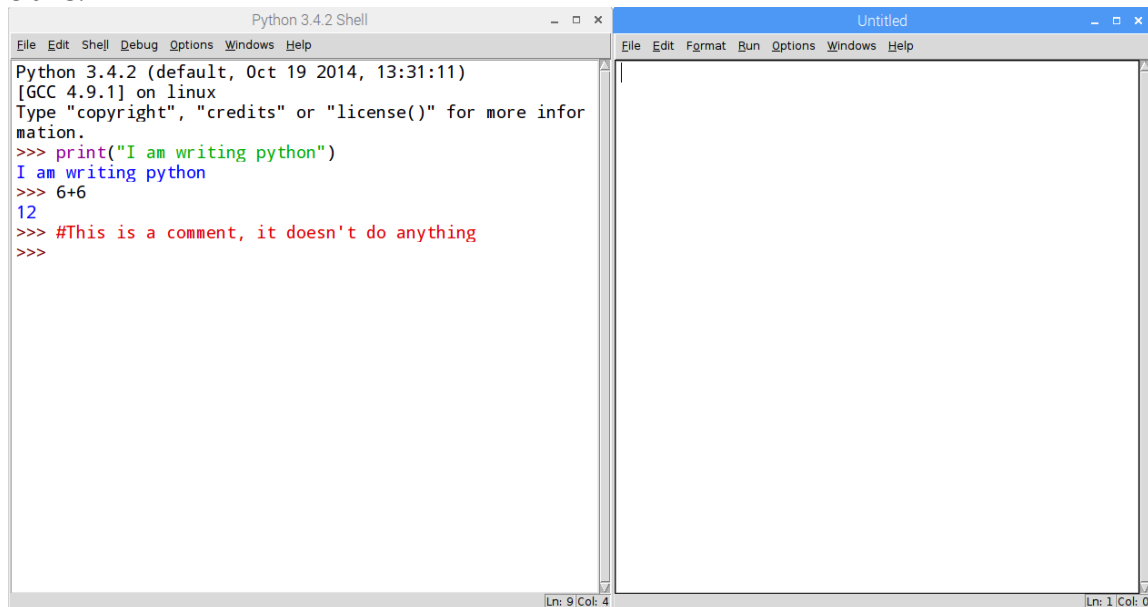 Python 3.4.2 Shell
File Edit Shell Debug Options Windows Help
Python 3.4.2 (default, Oct 19 2014, 13:31:11)
[GCC 4.9.1] on linux
Type "copyright", "credits" or "license()" for more infor
mation.
>>> print("I am writing python")
I am writing python
>>> 6+6
12
>>> #This is a comment, it doesn't do anything
>>>
Ln: 9 Col: 4
Untitled
File Edit Format Run Options Windows Help
Ln: 1 Col: 0